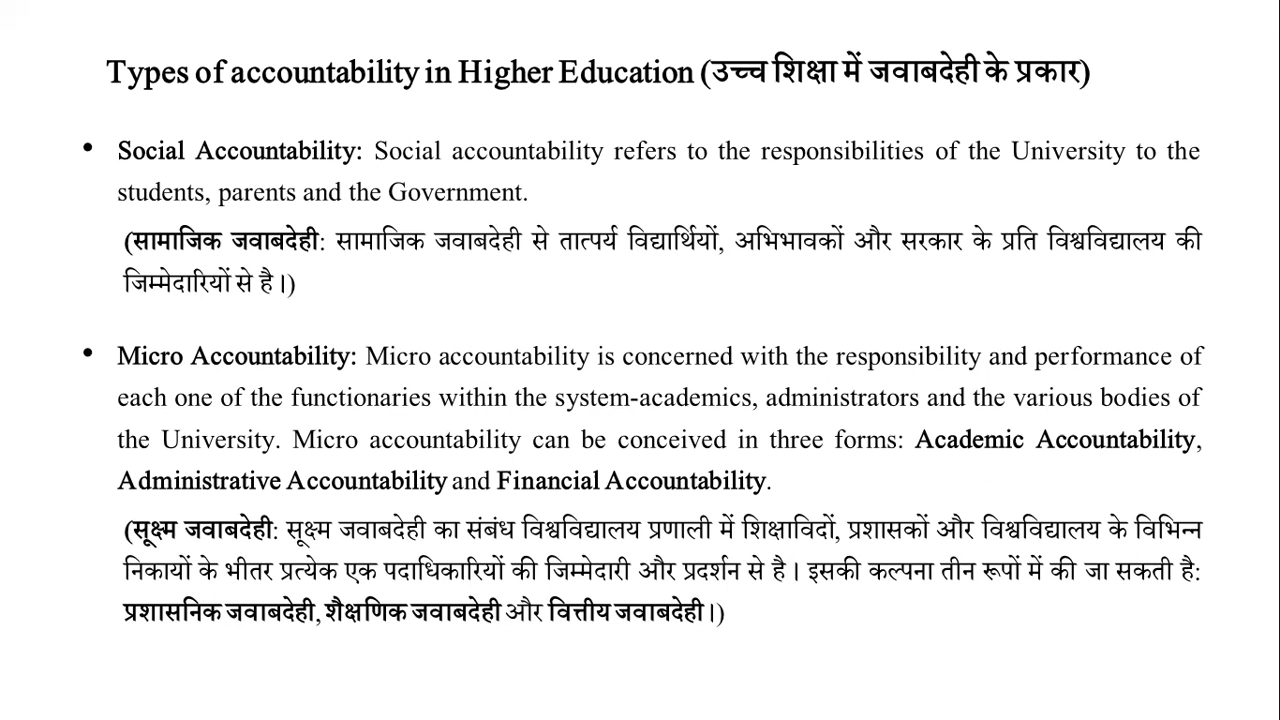 Types of accountability in Higher Education (उच्च शिक्षा में जवाबदेही के प्रकार)
• Social Accountability: Social accountability refers to the responsibilities of the University to the
students, parents and the Government.
(सामाजिक जवाबदेही: सामाजिक जवाबदेही से तात्पर्य विद्यार्थियों, अभिभावकों और सरकार के प्रति विश्वविद्यालय की
जिम्मेदारियों से है।)
• Micro Accountability: Micro accountability is concerned with the responsibility and performance of
each one of the functionaries within the system-academics, administrators and the various bodies of
the University. Micro accountability can be conceived in three forms: Academic Accountability,
Administrative Accountability and Financial Accountability.
(सूक्ष्म जवाबदेही: सूक्ष्म जवाबदेही का संबंध विश्वविद्यालय प्रणाली में शिक्षाविदों, प्रशासकों और विश्वविद्यालय के विभिन्न
निकायों के भीतर प्रत्येक एक पदाधिकारियों की जिम्मेदारी और प्रदर्शन से है। इसकी कल्पना तीन रूपों में की जा सकती है:
प्रशासनिक जवाबदेही, शैक्षणिक जवाबदेही और वित्तीय जवाबदेही।)